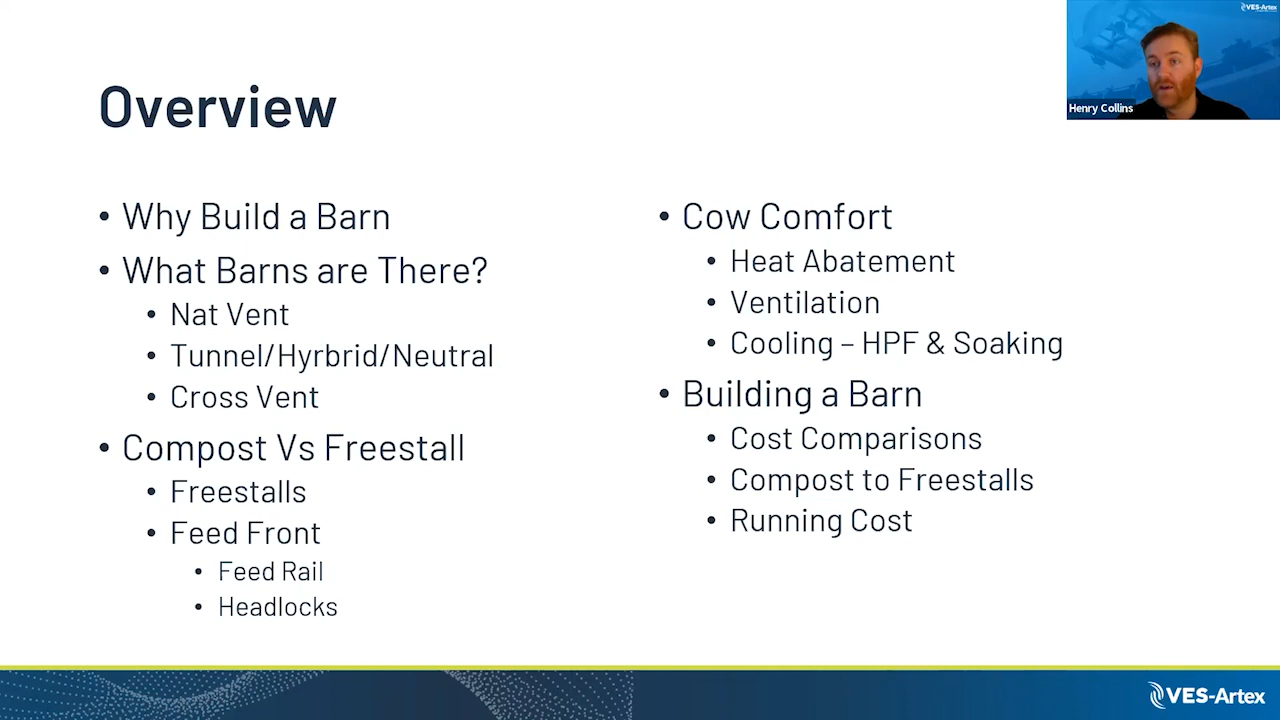 Overview
• Why Build a Barn
• What Barns are There?
• Nat Vent
• Tunnel/Hyrbrid/Neutral
• Cross Vent
• Compost Vs Freestall
• Freestalls
• Feed Front
• Feed Rail
• Headlocks
• Cow Comfort
• Heat Abatement
• Ventilation
• Cooling – HPF & Soaking
• Building a Barn
• Cost Comparisons
• Compost to Freestalls
• Running Cost
VES-Artex
Henry Collins
VES-Artex